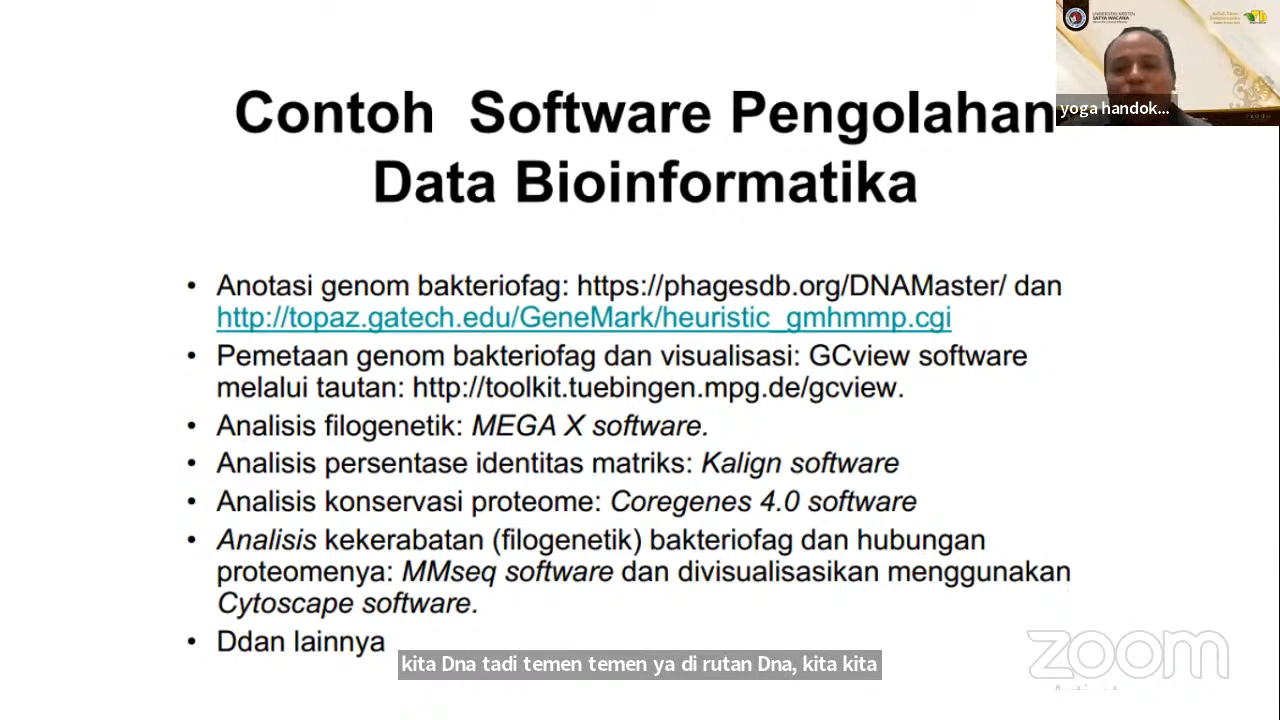 UNIVERSITAS KRISTEN
SATYA WACANA
yoga handok...
Contoh  Software Pengolahan
Data Bioinformatika
• Anotasi genom bakteriofag: https://phagesdb.org/DNAMaster/ dan
http://topaz.gatech.edu/GeneMark/heuristic_gmhmmp.cgi
• Pemetaan genom bakteriofag dan visualisasi: GCview software
melalui tautan: http://toolkit.tuebingen.mpg.de/gcview.
• Analisis filogenetik: MEGA X software.
• Analisis persentase identitas matriks: Kalign software
• Analisis konservasi proteome: Coregenes 4.0 software
• Analisis kekerabatan (filogenetik) bakteriofag dan hubungan
proteomenya: MMseq software dan divisualisasikan menggunakan
Cytoscape software.
• Ddan lainnya
kita Dna tadi temen temen ya di rutan Dna, kita kita
zoom